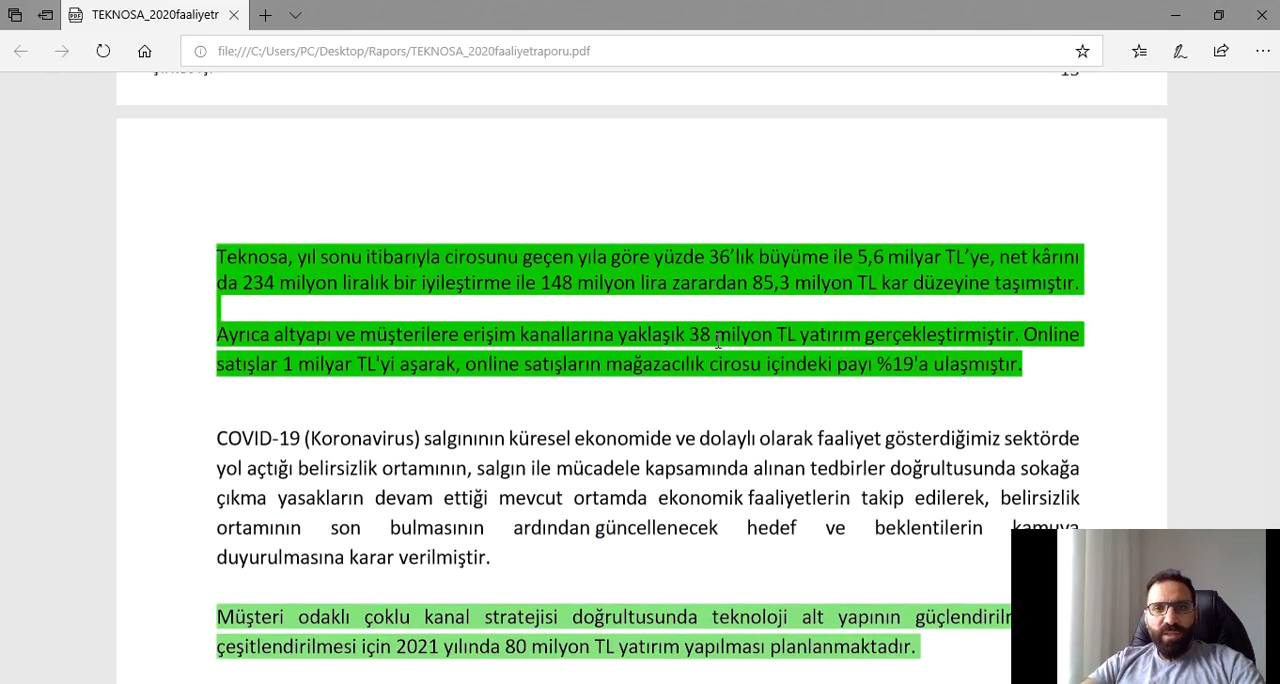 TEKNOSA_2020faaliyetr
file:///C:/Users/PC/Desktop/Rapors/TEKNOSA_2020faaliyetraporu.pdf
Teknosa, yıl sonu itibarıyla cirosunu geçen yıla göre yüzde 36’lık büyüme ile 5,6 milyar TL’ye, net kârını
da 234 milyon liralık bir iyileştirme ile 148 milyon lira zarardan 85,3 milyon TL kar düzeyine taşımıştır.
Ayrıca altyapı ve müşterilere erişim kanallarına yaklaşık 38 milyon TL yatırım gerçekleştirmiştir. Online
satışlar 1 milyar TL'yi aşarak, online satışların mağazacılık cirosu içindeki payı %19'a ulaşmıştır.
COVID-19 (Koronavirus) salgınının küresel ekonomide ve dolaylı olarak faaliyet gösterdiğimiz sektörde
yol açtığı belirsizlik ortamının, salgın ile mücadele kapsamında alınan tedbirler doğrultusunda sokağa
çıkma yasakların devam ettiği mevcut ortamda ekonomik faaliyetlerin takip edilerek, belirsizlik
ortamının son bulmasının ardından güncellenecek hedef ve beklentilerin kamuya
duyurulmasına karar verilmiştir.
Müşteri odaklı çoklu kanal stratejisi doğrultusunda teknoloji alt yapının
çeşitlendirilmesi için 2021 yılında 80 milyon TL yatırım yapılması planlanmaktadır.